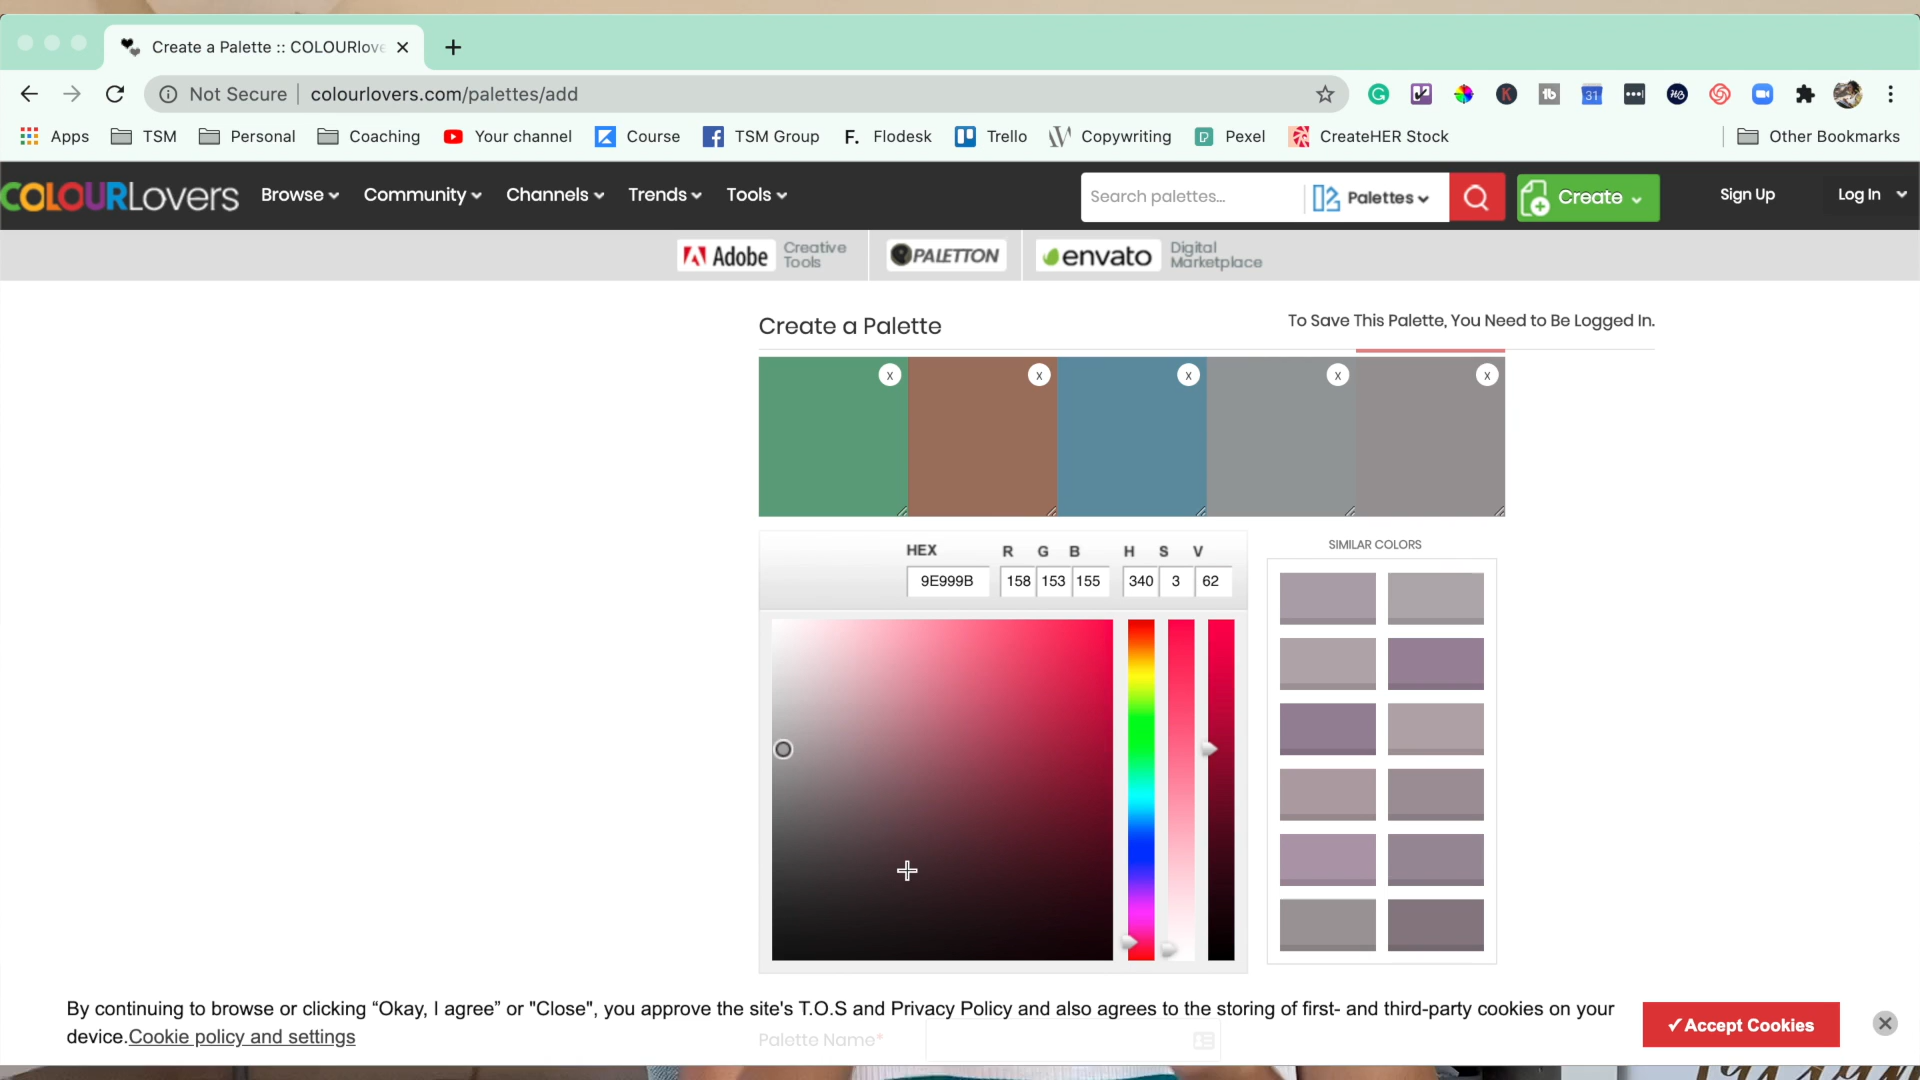 Create a Palette :: COLOURlove
Not Secure colourlovers.com/palettes/add
Apps TSM Personal Coaching Your channel Course TSM Group F. Flodesk Trello Copywriting Pexel CreateHER Stock Other Bookmarks
COLOURLovers Browse Community Channels Trends Tools Search palettes... Palettes Create Sign Up Log In
Adobe Creative Tools PALETTON envato Digital Marketplace
Create a Palette To Save This Palette, You Need to Be Logged In.
x x x x x
HEX R G B H S V SIMILAR COLORS
9E999B 158 153 155 340 3 62
By continuing to browse or clicking “Okay, I agree” or "Close", you approve the site's T.O.S and Privacy Policy and also agrees to the storing of first- and third-party cookies on your
device.Cookie policy and settings
✓Accept Cookies
Palette Name*